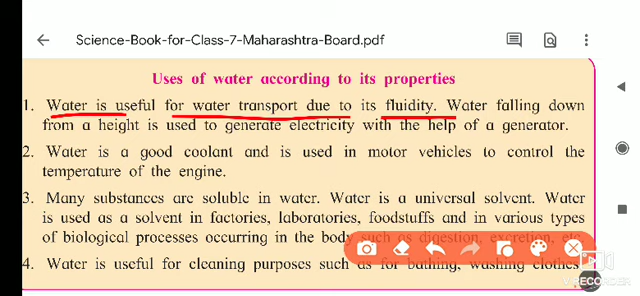 Science-Book-for-Class-7-Maharashtra-Board.pdf
Uses of water according to its properties
1. Water is useful for water transport due to its fluidity. Water falling down
from a height is used to generate electricity with the help of a generator.
2. Water is a good coolant and is used in motor vehicles to control the
temperature of the engine.
3. Many substances are soluble in water. Water is a universal solvent. Water
is used as a solvent in factories, laboratories, foodstuffs and in various types
of biological processes occurring in the body such as digestion, excretion, etc.
4. Water is useful for cleaning purposes such as for bathing, washing clothes,